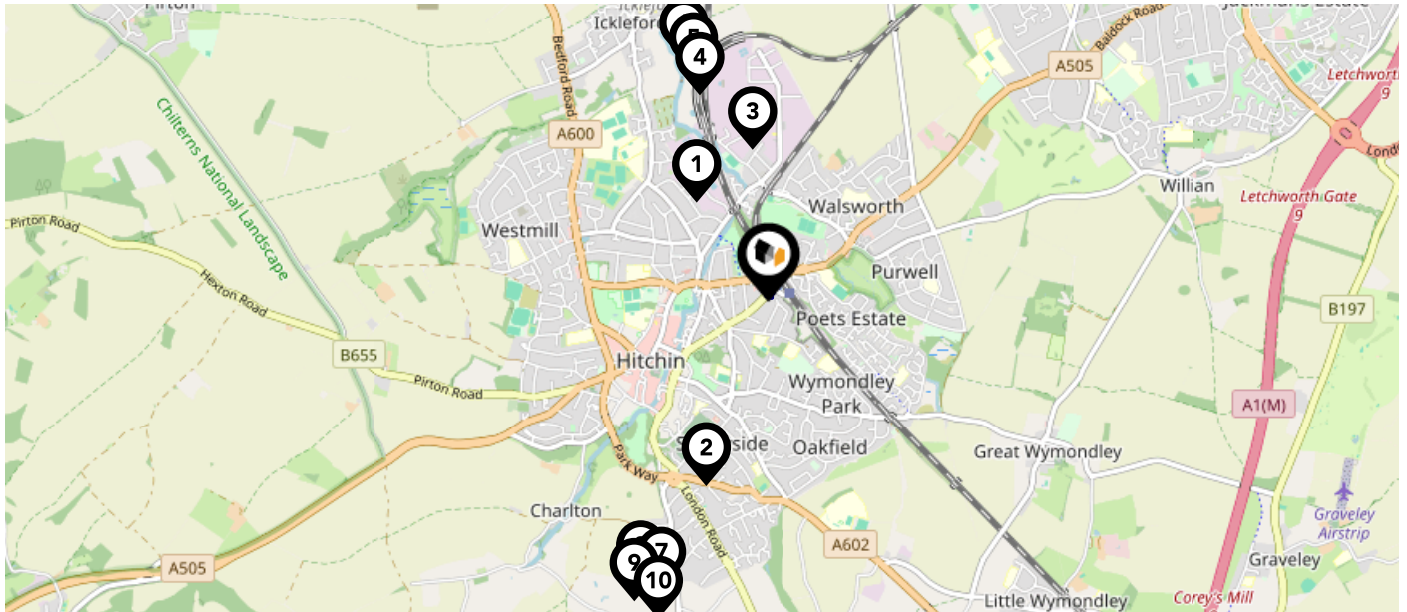 Pirton
Ickleford
Ickleford
Jackmans Estate
Baldock Road
Bedford Road
5
4
A505
Letchworth
9
3
A600
Chilterns National Landscape
1
Willian
Letchworth Gate
9
Walsworth
Pirton Road
Westmill
Purwell
Hexton Road
B197
Poets Estate
B655
Hitchin
Pirton Road
Wymondley
Park
A1(M)
2
Oakfield
Great Wymondley
Park Way
London Road
Charlton
Graveley
Airstrip
7
A602
9
Graveley
A505
10
Little Wymondley
Corey's Mill